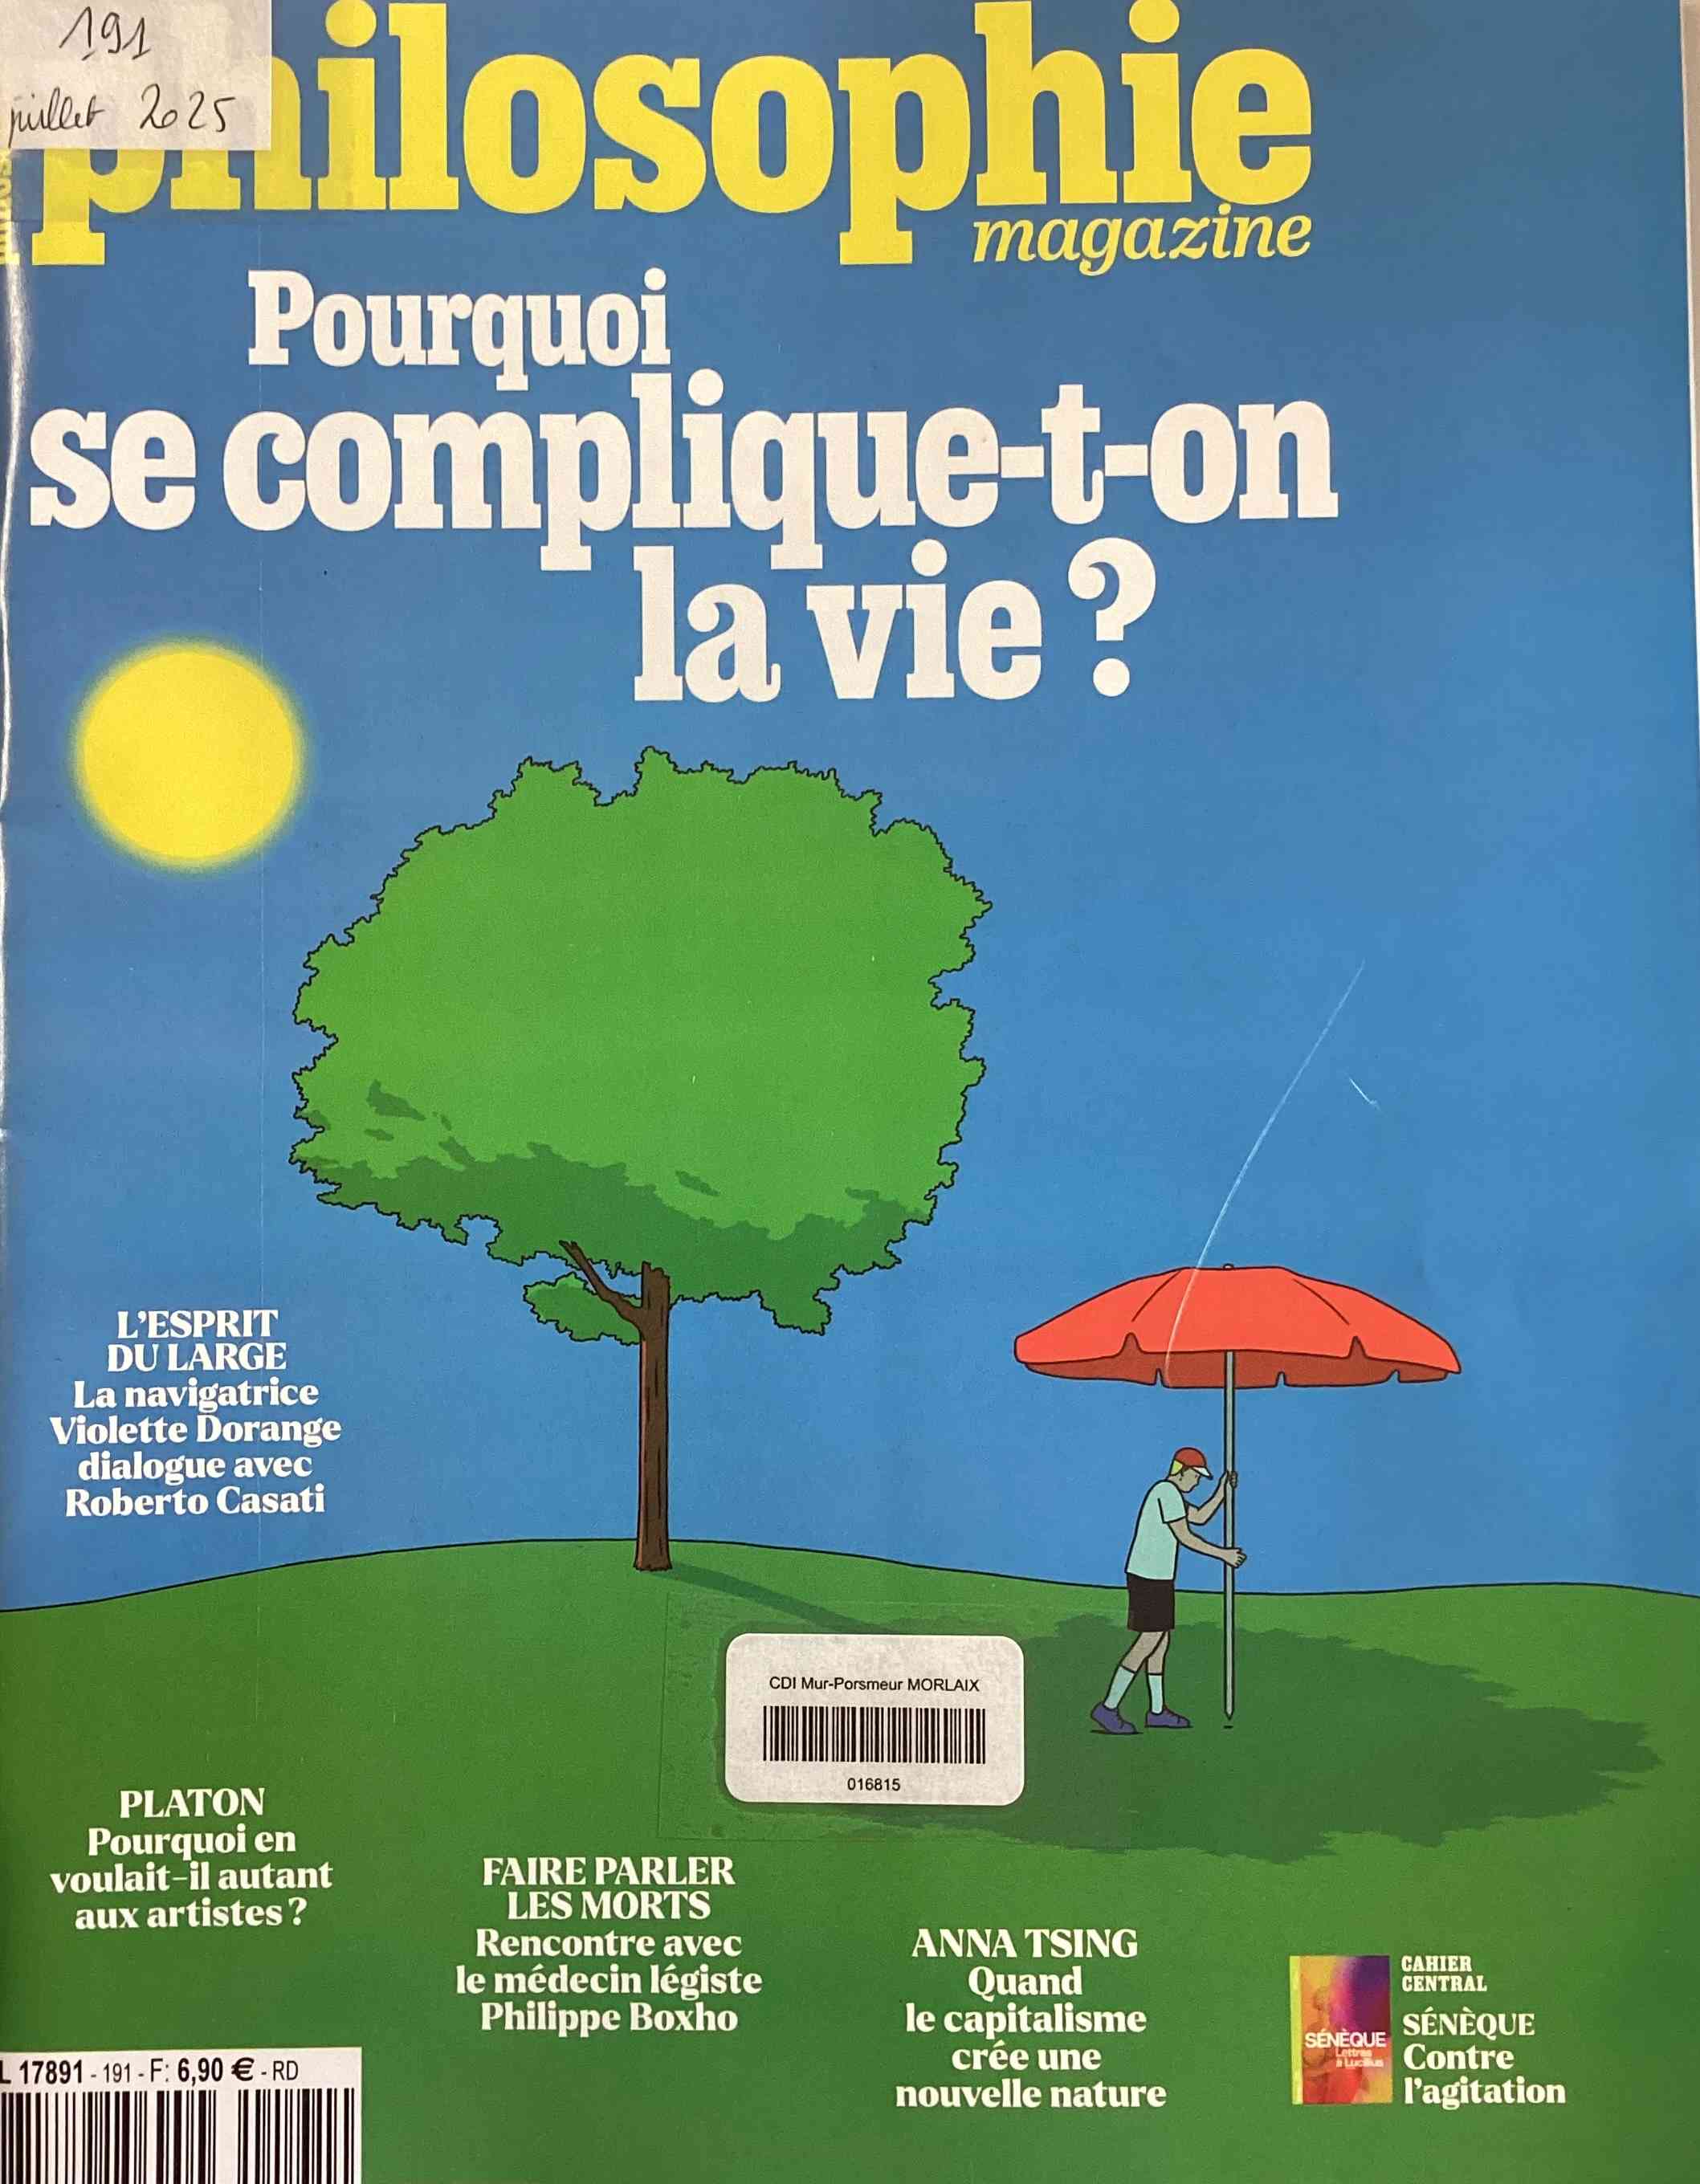 191
juillet 2025
philosophie
magazine
Pourquoi
se complique-t-on
la vie ?
L'ESPRIT
DU LARGE
La navigatrice
Violette Dorange
dialogue avec
Roberto Casati
CDI Mur-Porsmeur MORLAIX
016815
PLATON
Pourquoi en
voulait-il autant
aux artistes ?
FAIRE PARLER
LES MORTS
Rencontre avec
le médecin légiste
Philippe Boxho
ANNA TSING
Quand
le capitalisme
crée une
nouvelle nature
SÉNÈQUE
Lettres
à Lucilius
CAHIER
CENTRAL
SÉNÈQUE
Contre
l'agitation
L 17891 - 191 - F: 6,90 € - RD